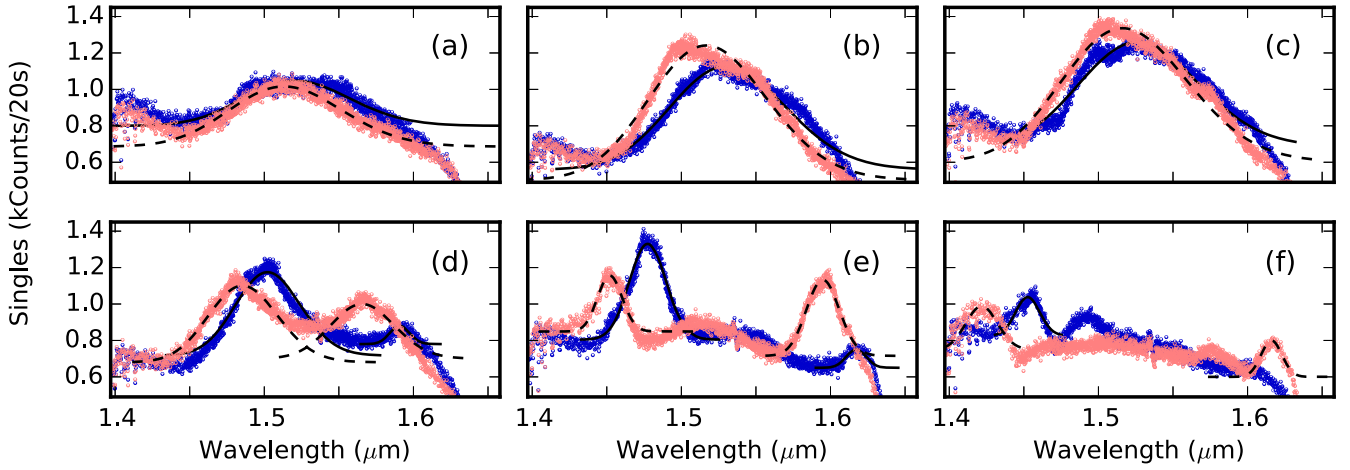 1.4
1.2
1.0
0.8
0.6
(a)
(b)
(c)
Singles (kCounts/20s)
1.4
1.2
1.0
0.8
0.6
(d)
(e)
(f)
1.4 1.5 1.6 1.4 1.5 1.6 1.4 1.5 1.6
Wavelength (μm) Wavelength (μm) Wavelength (μm)